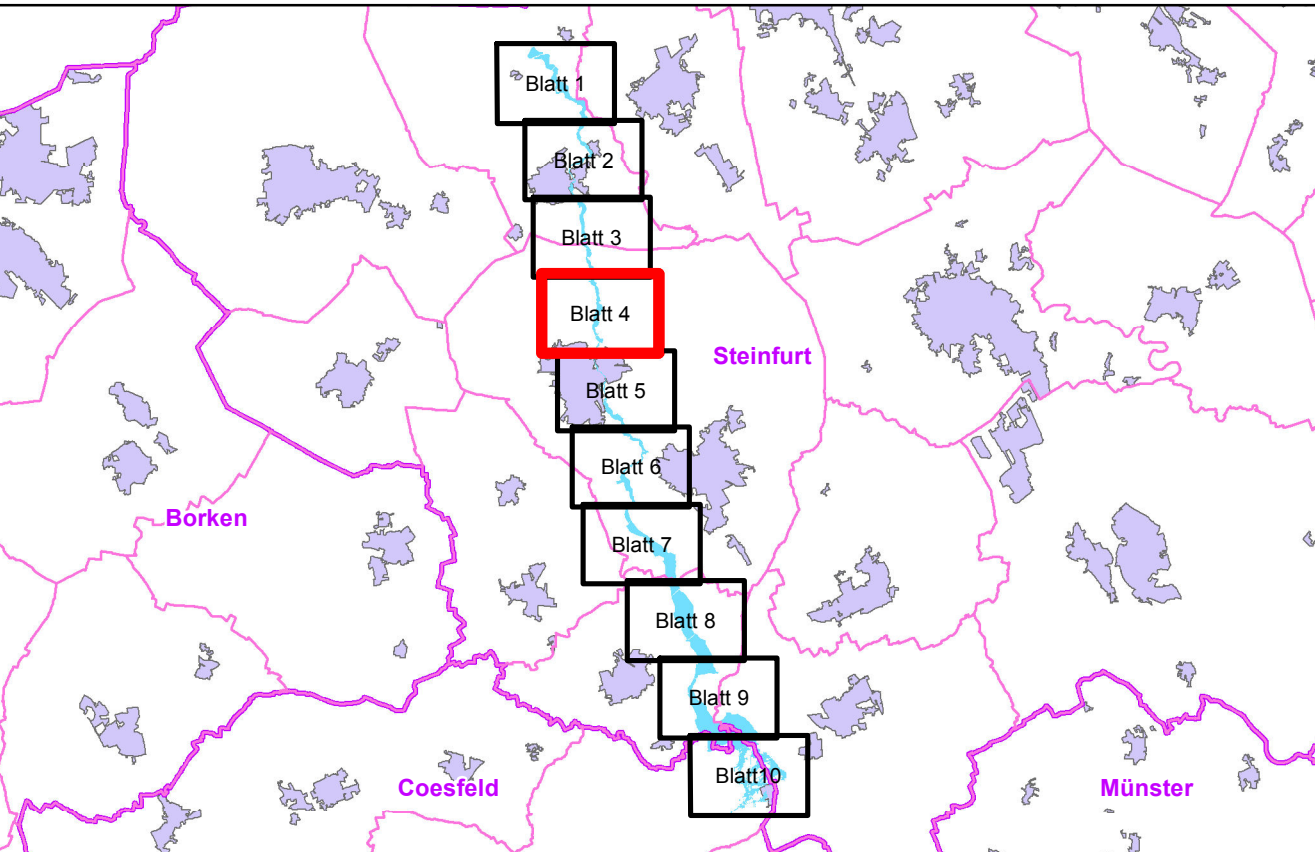 Blatt 1
Blatt 2
Blatt 3
Blatt 4
Steinfurt
Blatt 5
Blatt 6
Borken
Blatt 7
Blatt 8
Blatt 9
Blatt10
Coesfeld
Münster